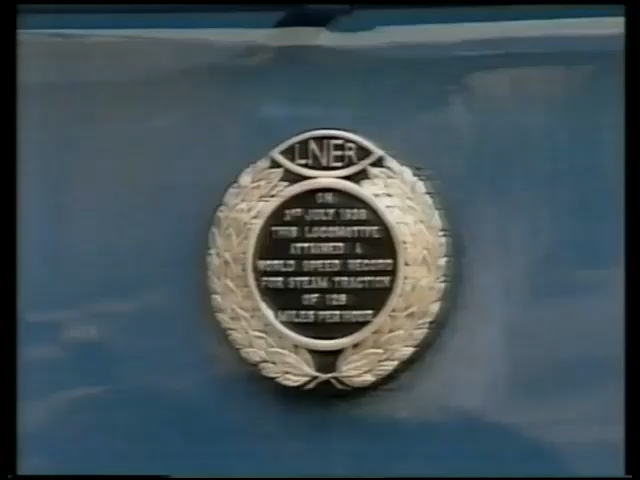 LNER
ON
3RD JULY 1938
THIS LOCOMOTIVE
ATTAINED A
WORLD SPEED RECORD
FOR STEAM TRACTION
OF 126
MILES PER HOUR